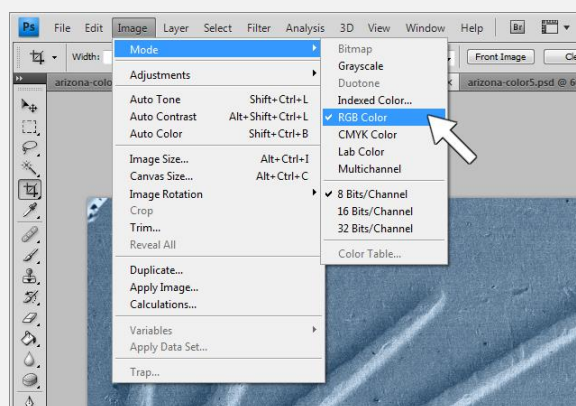 Ps File Edit Image Layer Select Filter Analysis 3D View Window Help Br
Width: Front Image Cle
arizona-colo arizona-color5.psd @ 6
Mode
Adjustments
Auto Tone Shift+Ctrl+L
Auto Contrast Alt+Shift+Ctrl+L
Auto Color Shift+Ctrl+B
Image Size... Alt+Ctrl+I
Canvas Size... Alt+Ctrl+C
Image Rotation
Crop
Trim...
Reveal All
Duplicate...
Apply Image...
Calculations...
Variables
Apply Data Set...
Trap...
Bitmap
Grayscale
Duotone
Indexed Color...
RGB Color
CMYK Color
Lab Color
Multichannel
8 Bits/Channel
16 Bits/Channel
32 Bits/Channel
Color Table...